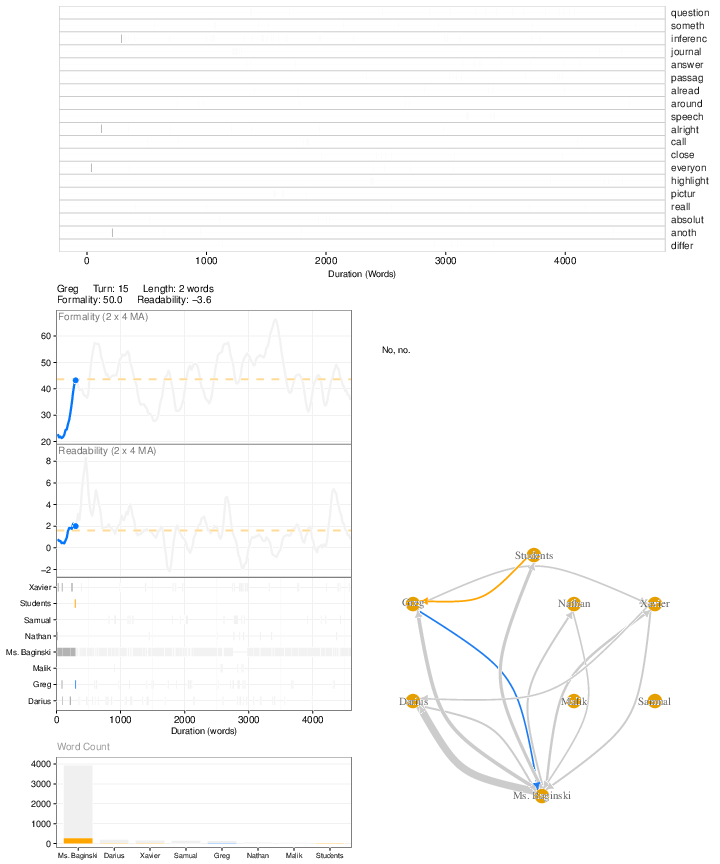 question
someth
inferenc
journal
answer
passag
alread
around
speech
alright
call
close
everyon
highlight
pictur
reall
absolut
anoth
differ
0 1000 2000 3000 4000
Duration (Words)
Greg Turn: 15 Length: 2 words
Formality: 50.0 Readability: −3.6
Formality (2 x 4 MA)
60
50
40
30
20
No, no.
Readability (2 x 4 MA)
8
6
4
2
0
−2
Xavier
Students
Samual
Nathan
Ms. Baginski
Malik
Greg
Darius
0 1000 2000 3000 4000
Duration (words)
Students
Greg Nathan Xavier
Darius Malik Samual
Ms. Baginski
Word Count
4000
3000
2000
1000
0
Ms. Baginski Darius Xavier Samual Greg Nathan Malik Students